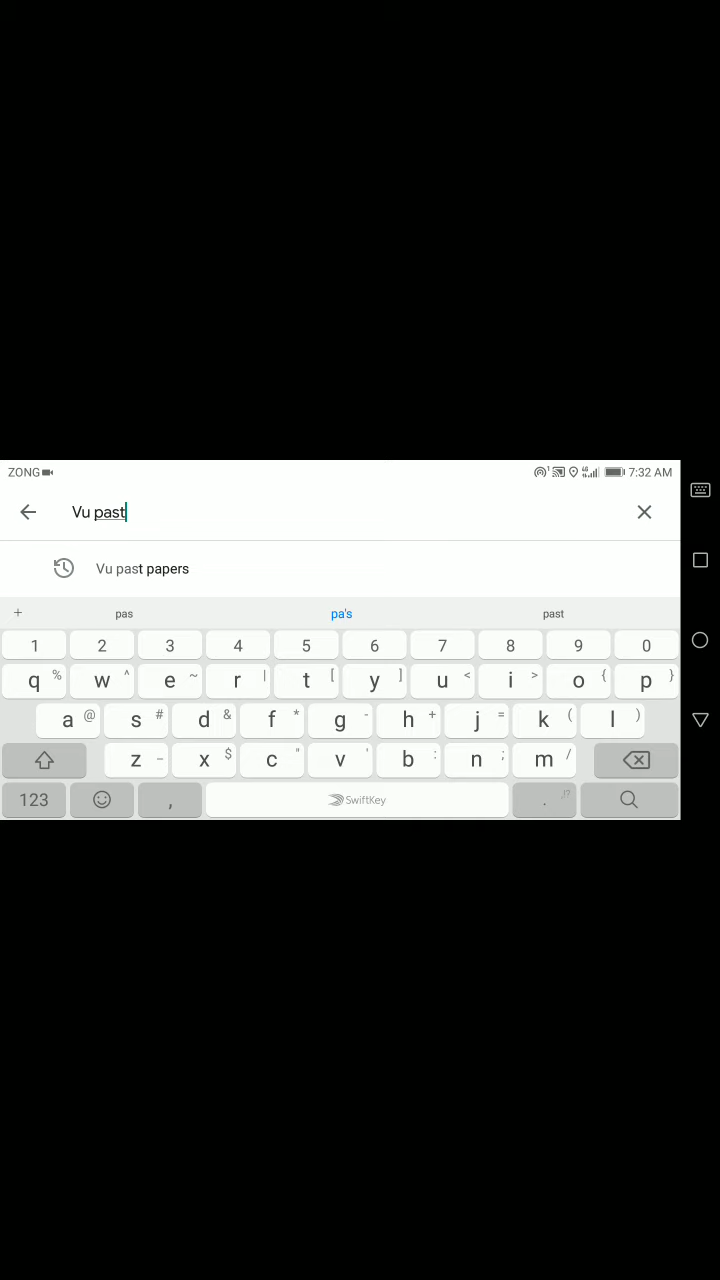 ZONG 7:32 AM
Vu past
Vu past papers
+ pas pa's past
1 2 3 4 5 6 7 8 9 0
q % w ^ e ~ r | t [ y ] u < i > o { p }
a @ s # d & f * g - h + j = k ( l )
z _ x $ c " v ' b : n ; m /
123 , SwiftKey . ,!?